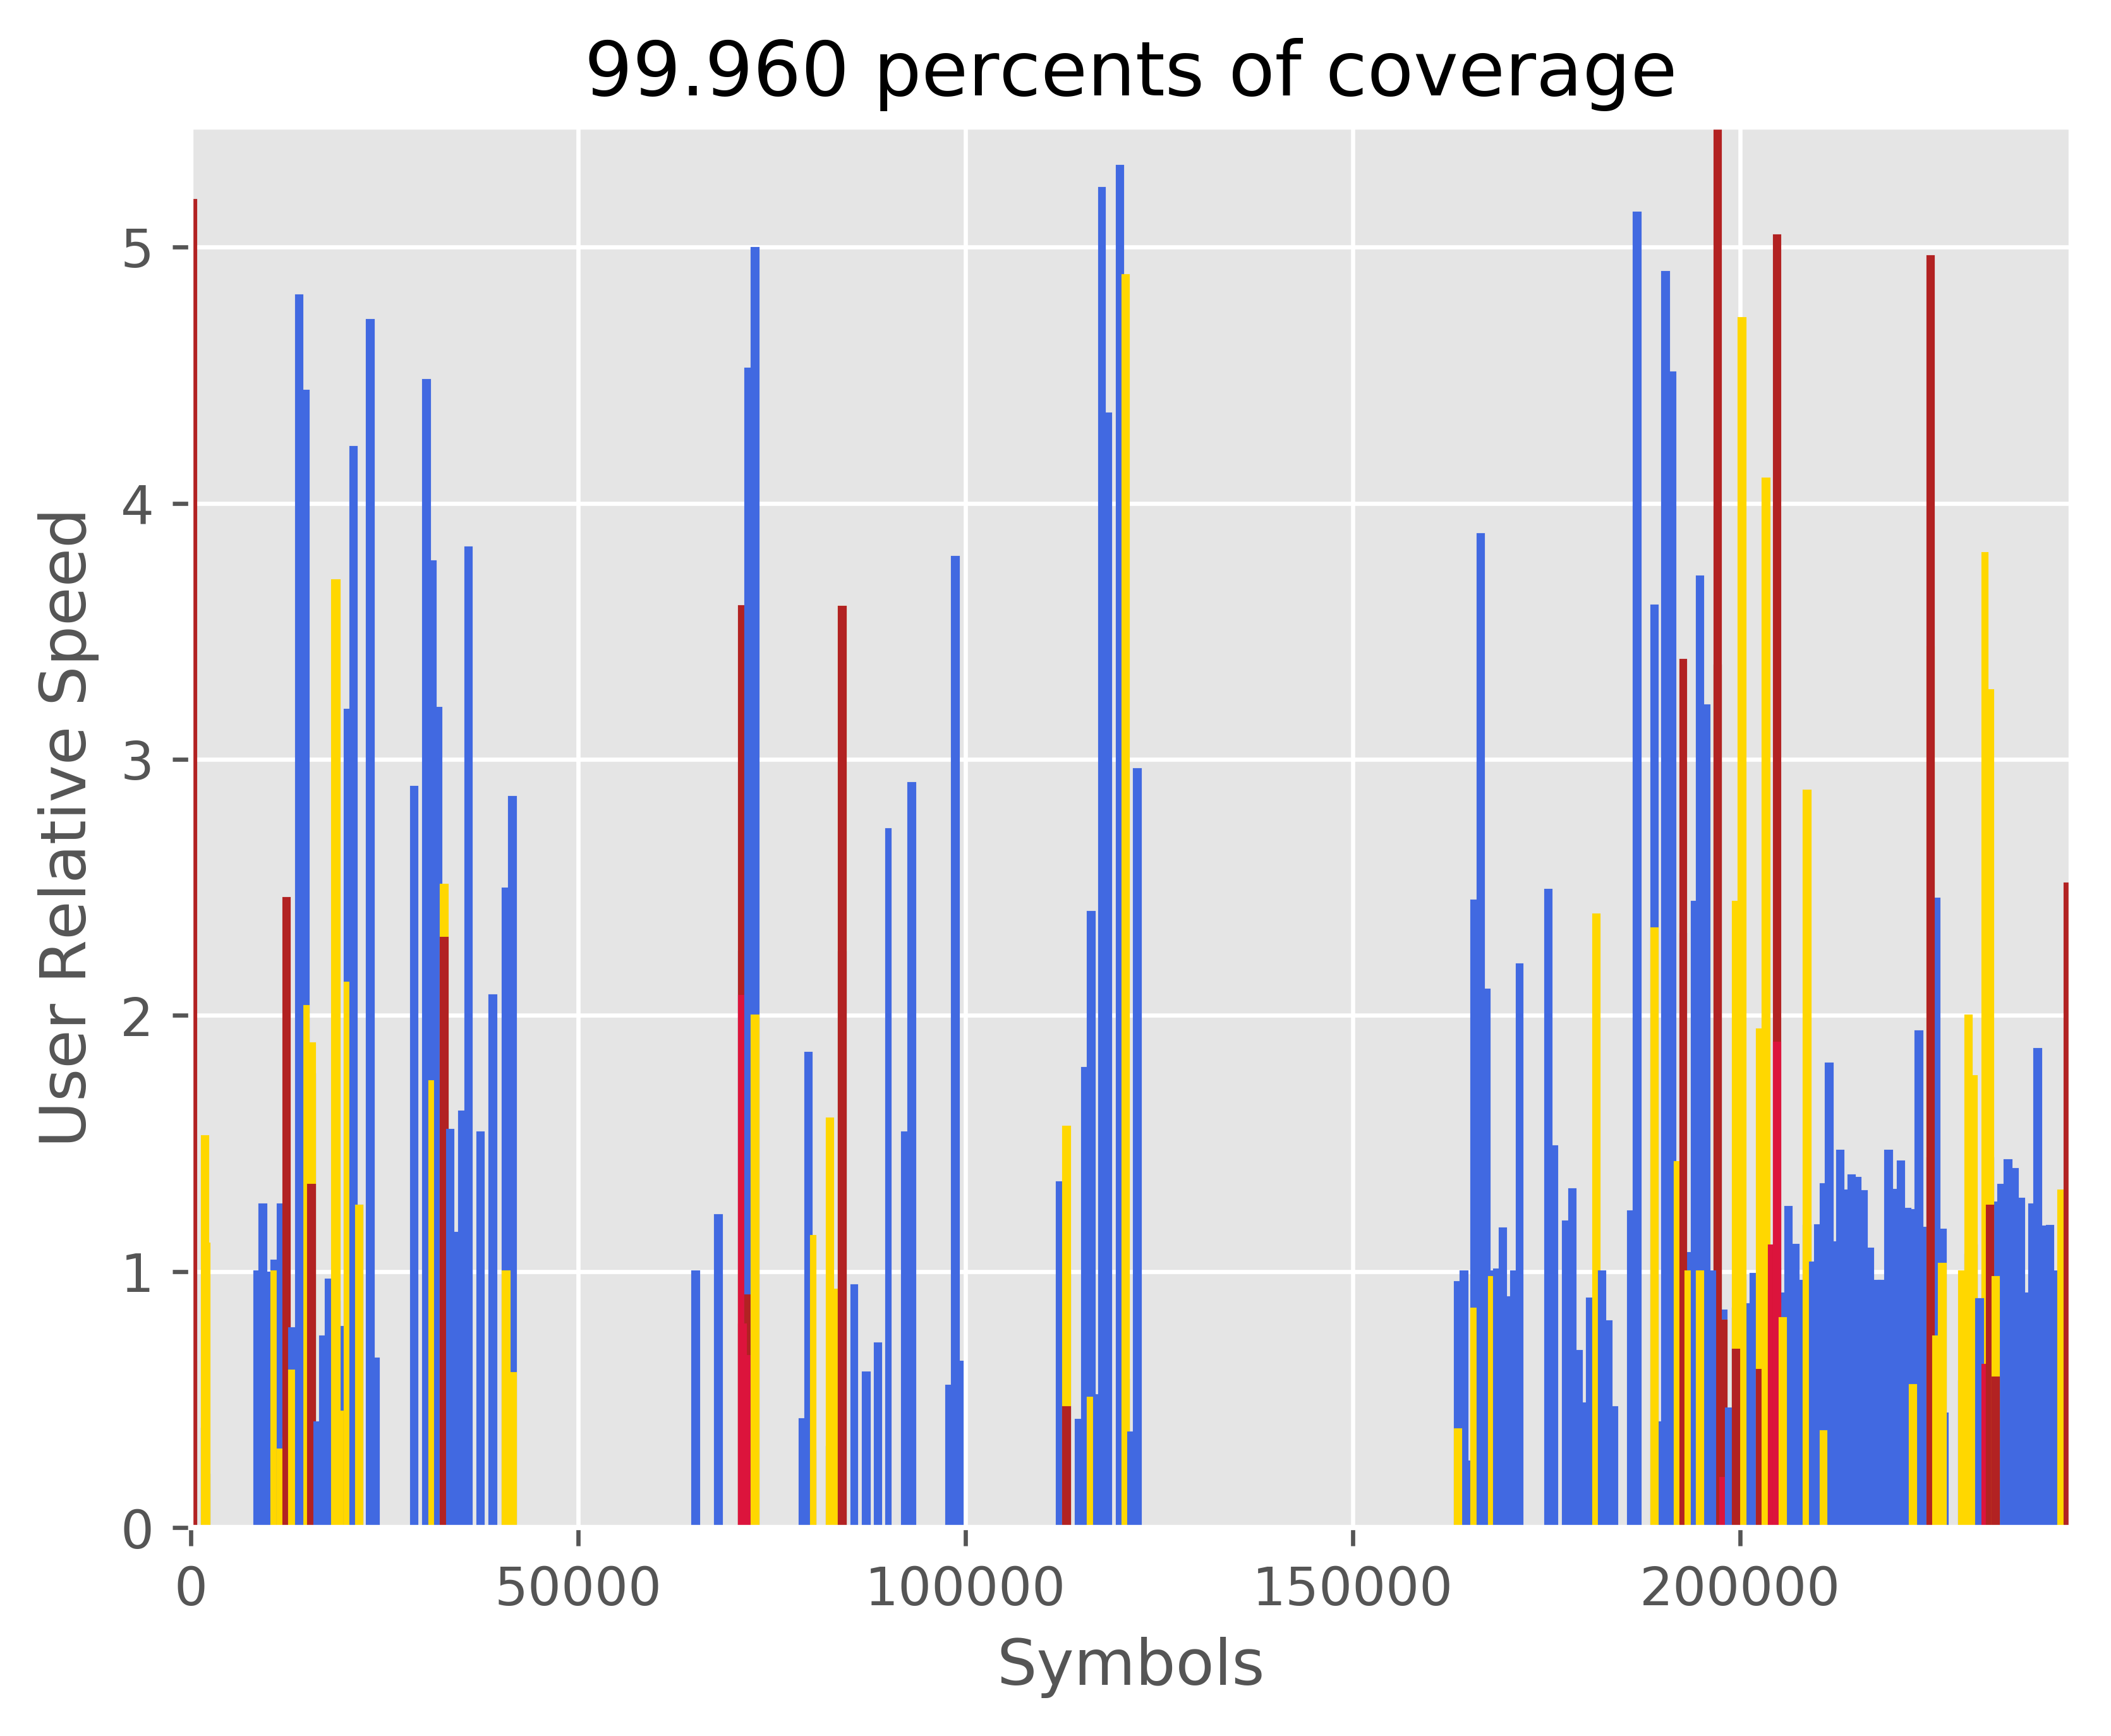 99.960 percents of coverage
User Relative Speed
5
4
3
2
1
0
0 50000 100000 150000 200000
Symbols